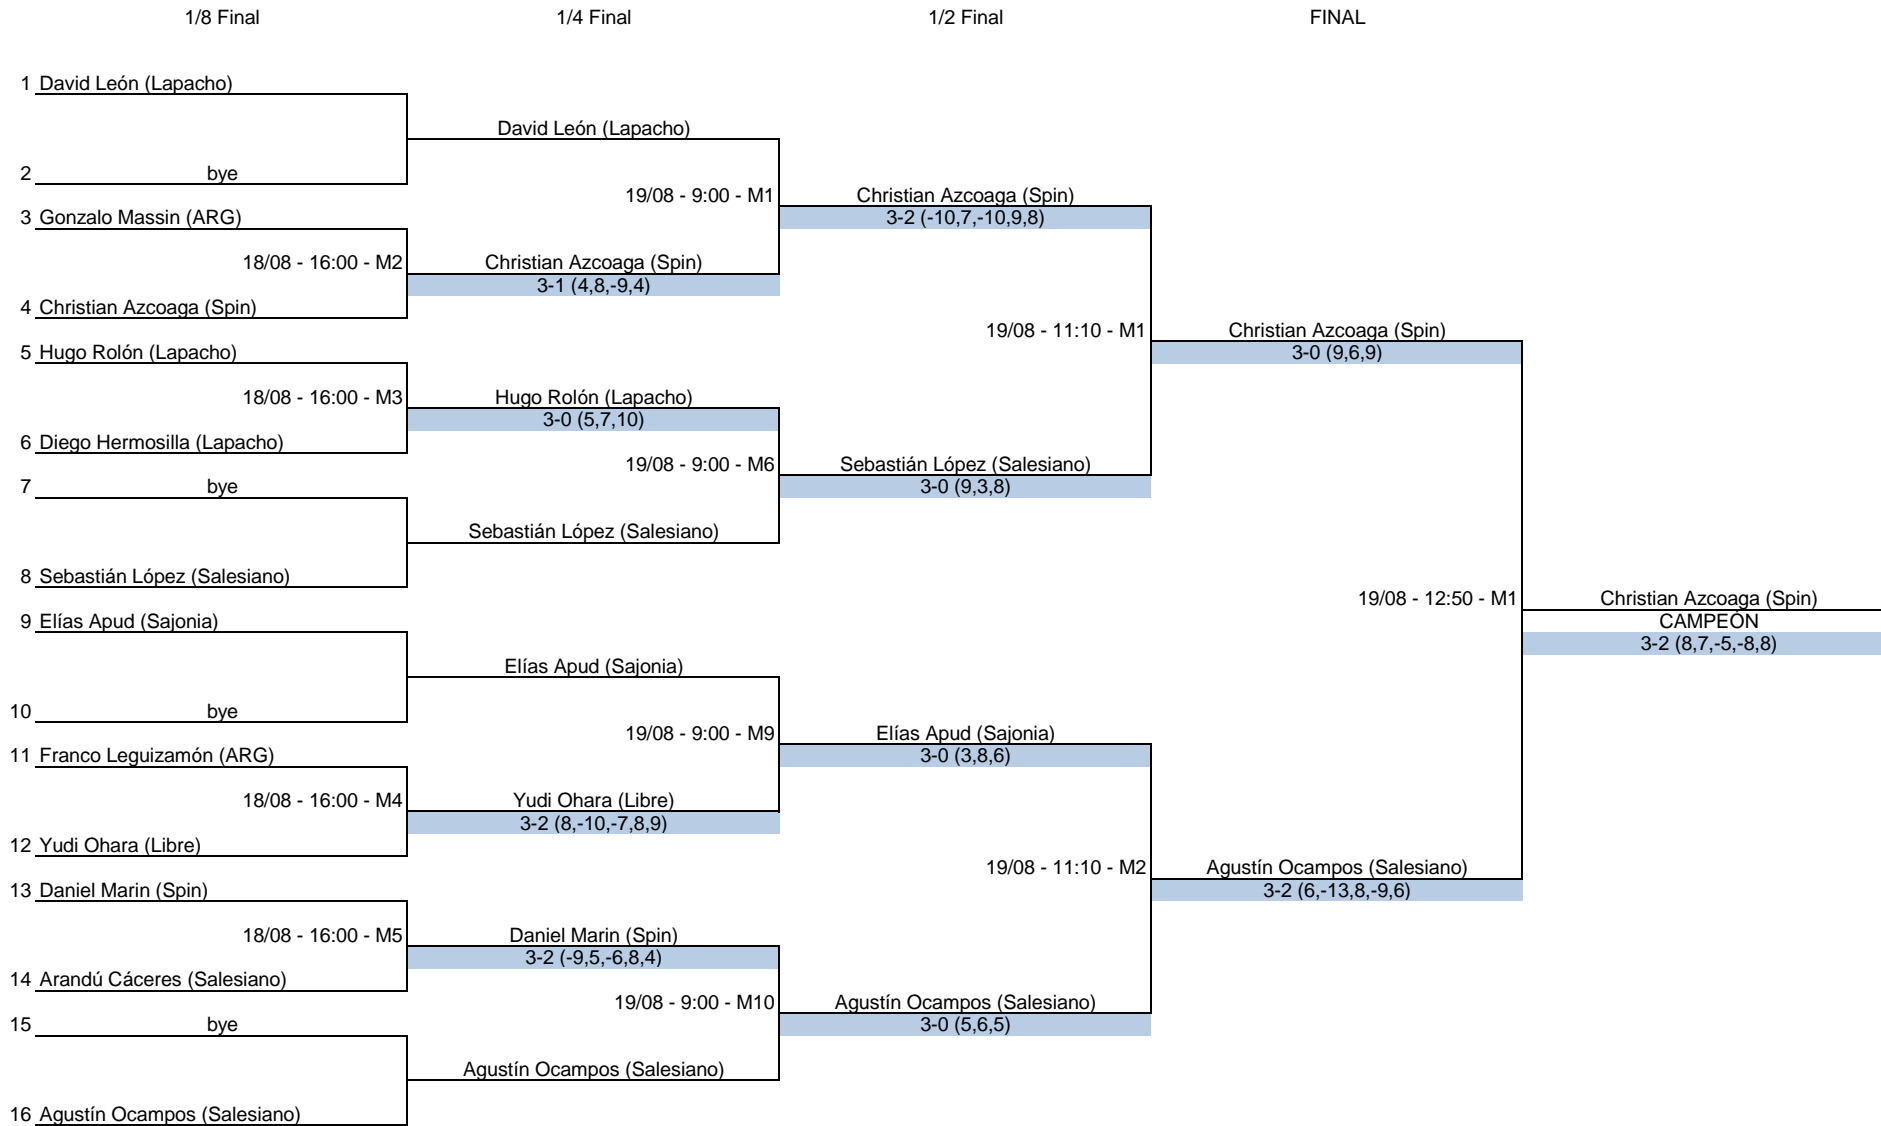 1/8 Final 1/4 Final 1/2 Final FINAL
1 David León (Lapacho)
David León (Lapacho)
2 bye
19/08 - 9:00 - M1 Christian Azcoaga (Spin)
3 Gonzalo Massin (ARG) 3-2 (-10,7,-10,9,8)
18/08 - 16:00 - M2 Christian Azcoaga (Spin)
3-1 (4,8,-9,4)
4 Christian Azcoaga (Spin)
19/08 - 11:10 - M1 Christian Azcoaga (Spin)
5 Hugo Rolón (Lapacho) 3-0 (9,6,9)
18/08 - 16:00 - M3 Hugo Rolón (Lapacho)
3-0 (5,7,10)
6 Diego Hermosilla (Lapacho)
19/08 - 9:00 - M6 Sebastián López (Salesiano)
7 bye 3-0 (9,3,8)
Sebastián López (Salesiano)
8 Sebastián López (Salesiano)
19/08 - 12:50 - M1 Christian Azcoaga (Spin)
9 Elías Apud (Sajonia) CAMPEÓN
3-2 (8,7,-5,-8,8)
Elías Apud (Sajonia)
10 bye
19/08 - 9:00 - M9 Elías Apud (Sajonia)
11 Franco Leguizamón (ARG) 3-0 (3,8,6)
18/08 - 16:00 - M4 Yudi Ohara (Libre)
3-2 (8,-10,-7,8,9)
12 Yudi Ohara (Libre)
19/08 - 11:10 - M2 Agustín Ocampos (Salesiano)
13 Daniel Marin (Spin) 3-2 (6,-13,8,-9,6)
18/08 - 16:00 - M5 Daniel Marin (Spin)
3-2 (-9,5,-6,8,4)
14 Arandú Cáceres (Salesiano)
19/08 - 9:00 - M10 Agustín Ocampos (Salesiano)
15 bye 3-0 (5,6,5)
Agustín Ocampos (Salesiano)
16 Agustín Ocampos (Salesiano)